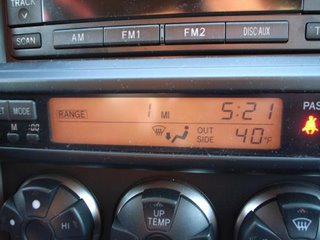 TRACK
SCAN AM FM1 FM2 DISC·AUX
RANGE 1 MI 5:21
PAS
OUT
SIDE 40°F
M :00
UP
TEMP
HI